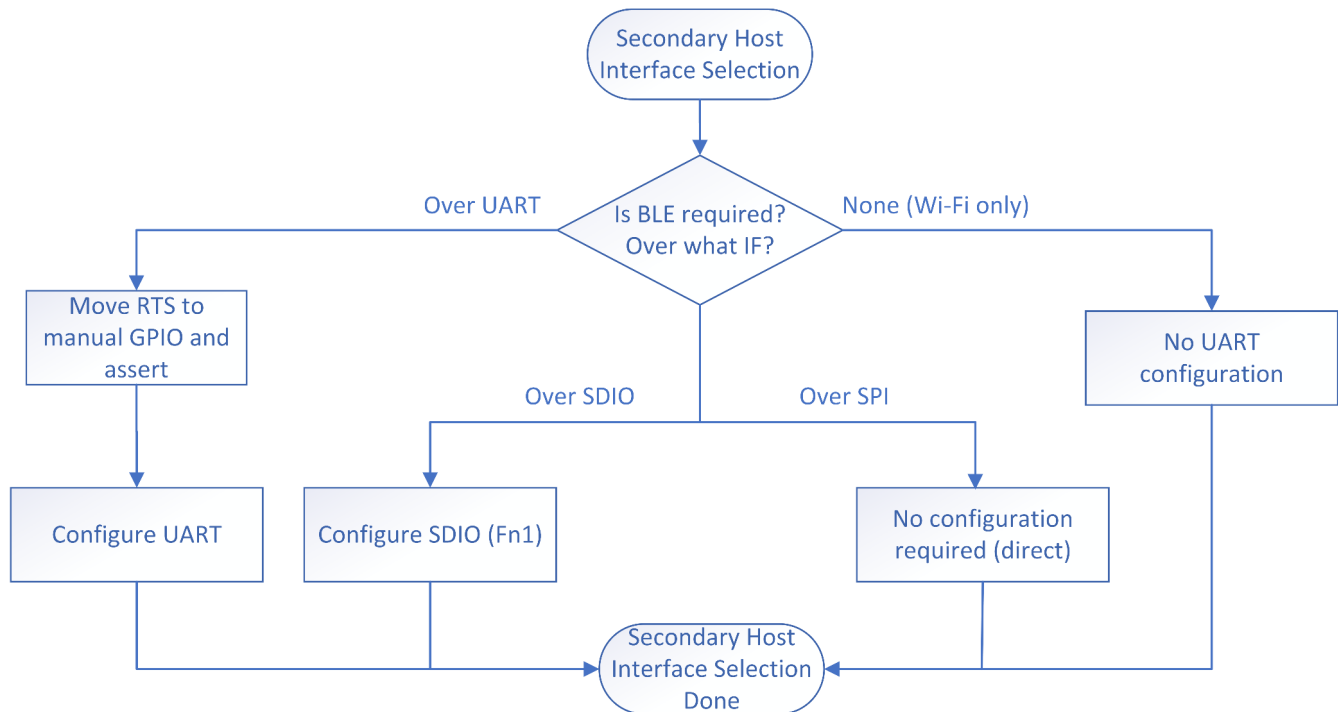 Secondary Host
Interface Selection
Over UART
Is BLE required?
Over what IF?
None (Wi-Fi only)
Move RTS to
manual GPIO and
assert
No UART
configuration
Over SDIO
Over SPI
Configure UART
Configure SDIO (Fn1)
No configuration
required (direct)
Secondary Host
Interface Selection
Done